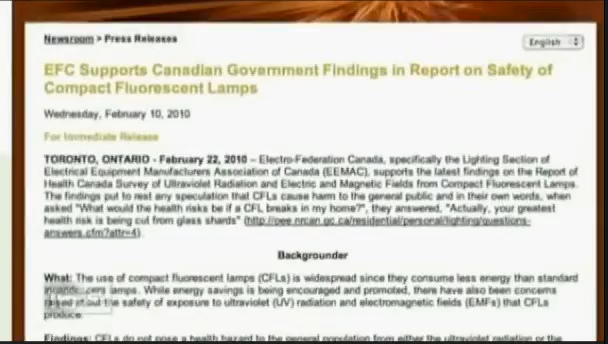 Newsroom > Press Releases
English
EFC Supports Canadian Government Findings in Report on Safety of
Compact Fluorescent Lamps
Wednesday, February 10, 2010
For Immediate Release
TORONTO, ONTARIO - February 22, 2010 – Electro-Federation Canada, specifically the Lighting Section of
Electrical Equipment Manufacturers Association of Canada (EEMAC), supports the latest findings on the Report of
Health Canada Survey of Ultraviolet Radiation and Electric and Magnetic Fields from Compact Fluorescent Lamps.
The findings put to rest any speculation that CFLs cause harm to the general public and in their own words, when
asked "What would the health risks be if a CFL breaks in my home?", they answered, "Actually, your greatest
health risk is being cut from glass shards" (http://oee.nrcan.gc.ca/residential/personal/lighting/questions-
answers.cfm?attr=4).
Backgrounder
What: The use of compact fluorescent lamps (CFLs) is widespread since they consume less energy than standard
lamps. While energy savings is being encouraged and promoted, there have also been concerns
about the safety of exposure to ultraviolet (UV) radiation and electromagnetic fields (EMFs) that CFLs
produce.
Findings: CFLs do not pose a health hazard to the general population from either the ultraviolet radiation or the